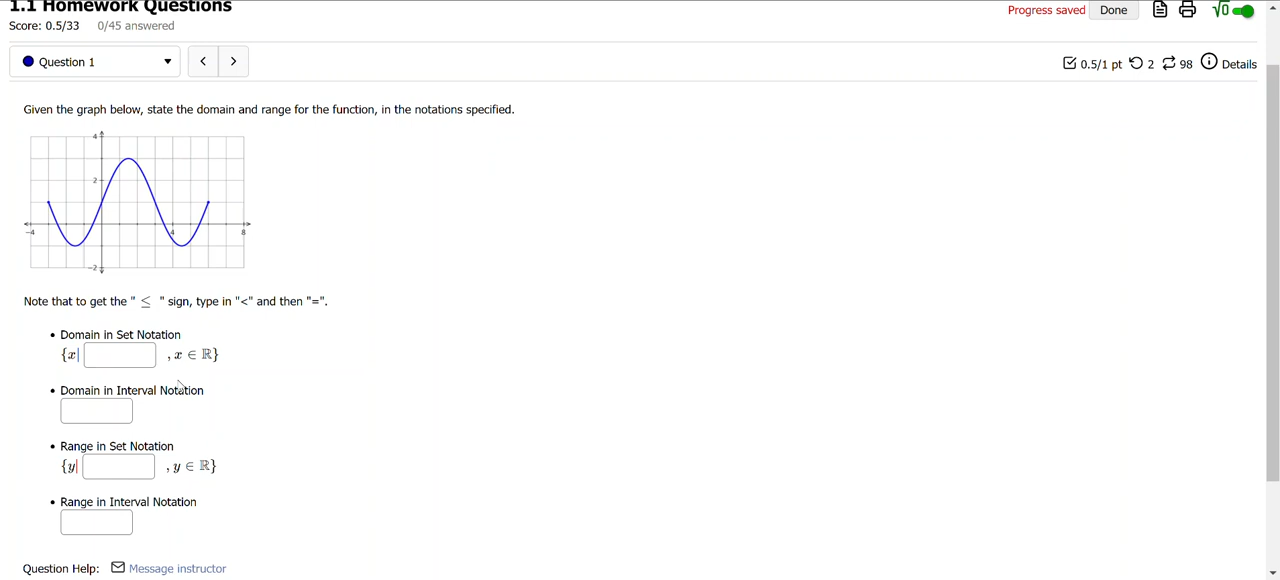 1.1 Homework Questions
Progress saved Done √0
Score: 0.5/33 0/45 answered
Question 1 < >
0.5/1 pt 2 98 Details
Given the graph below, state the domain and range for the function, in the notations specified.
4
2
-4 4 8
-2
Note that to get the " ≤ " sign, type in "<" and then "=".
• Domain in Set Notation
{x| , x ∈ ℝ}
• Domain in Interval Notation
• Range in Set Notation
{y| , y ∈ ℝ}
• Range in Interval Notation
Question Help: Message instructor